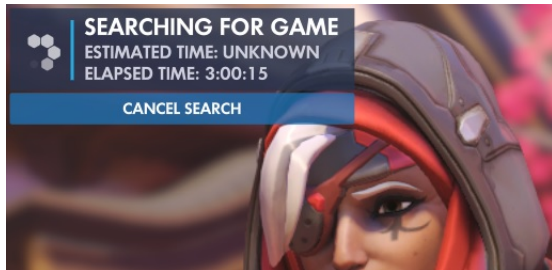 SEARCHING FOR GAME
ESTIMATED TIME: UNKNOWN
ELAPSED TIME: 3:00:15
CANCEL SEARCH